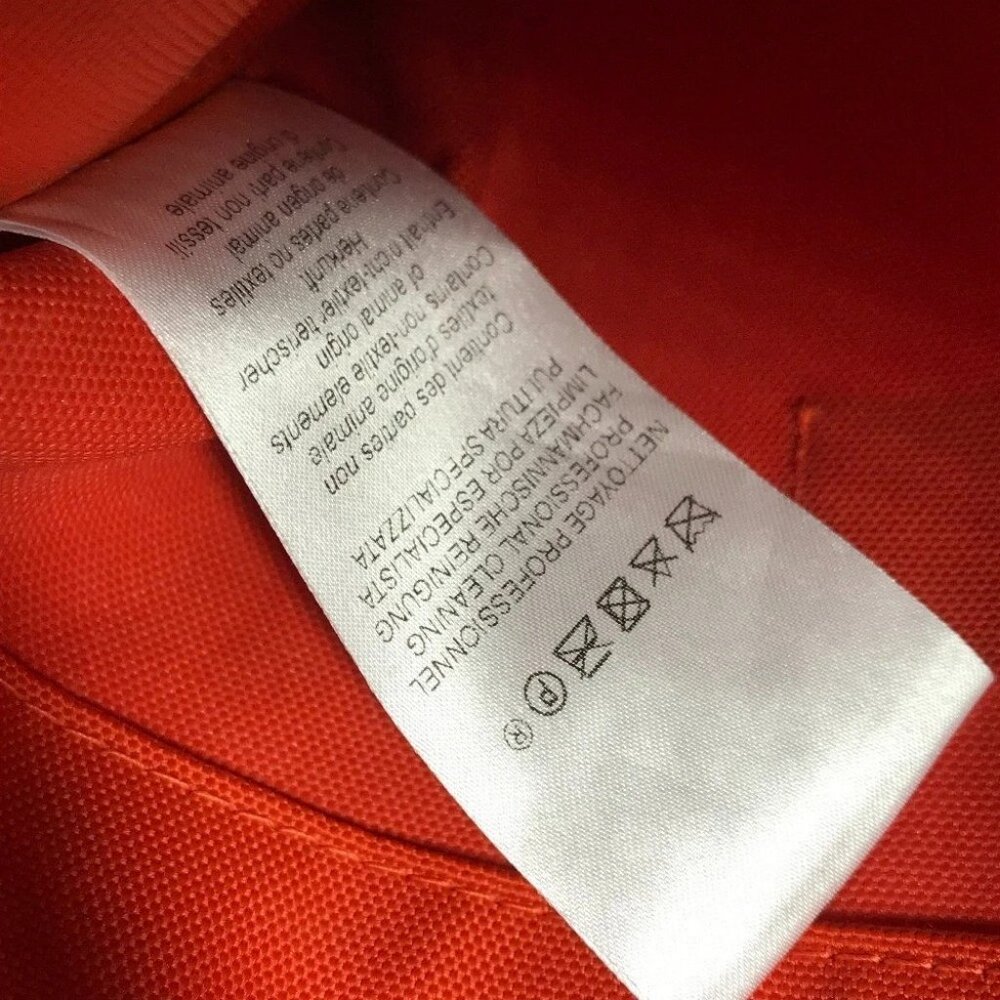 P ®
NETTOYAGE PROFESSIONNEL
PROFESSIONAL CLEANING
FACHMANNISCHE REINIGUNG
LIMPIEZA POR ESPECIALISTA
PULITURA SPECIALIZZATA
Contient des parties non
textiles d'origine animale
Contains non-textile elements
of animal origin
Enthält nicht-textiler tierischer
Herkunft
Contiene partes no textiles
de origen animal
Contiene parti non tessili
di origine animale